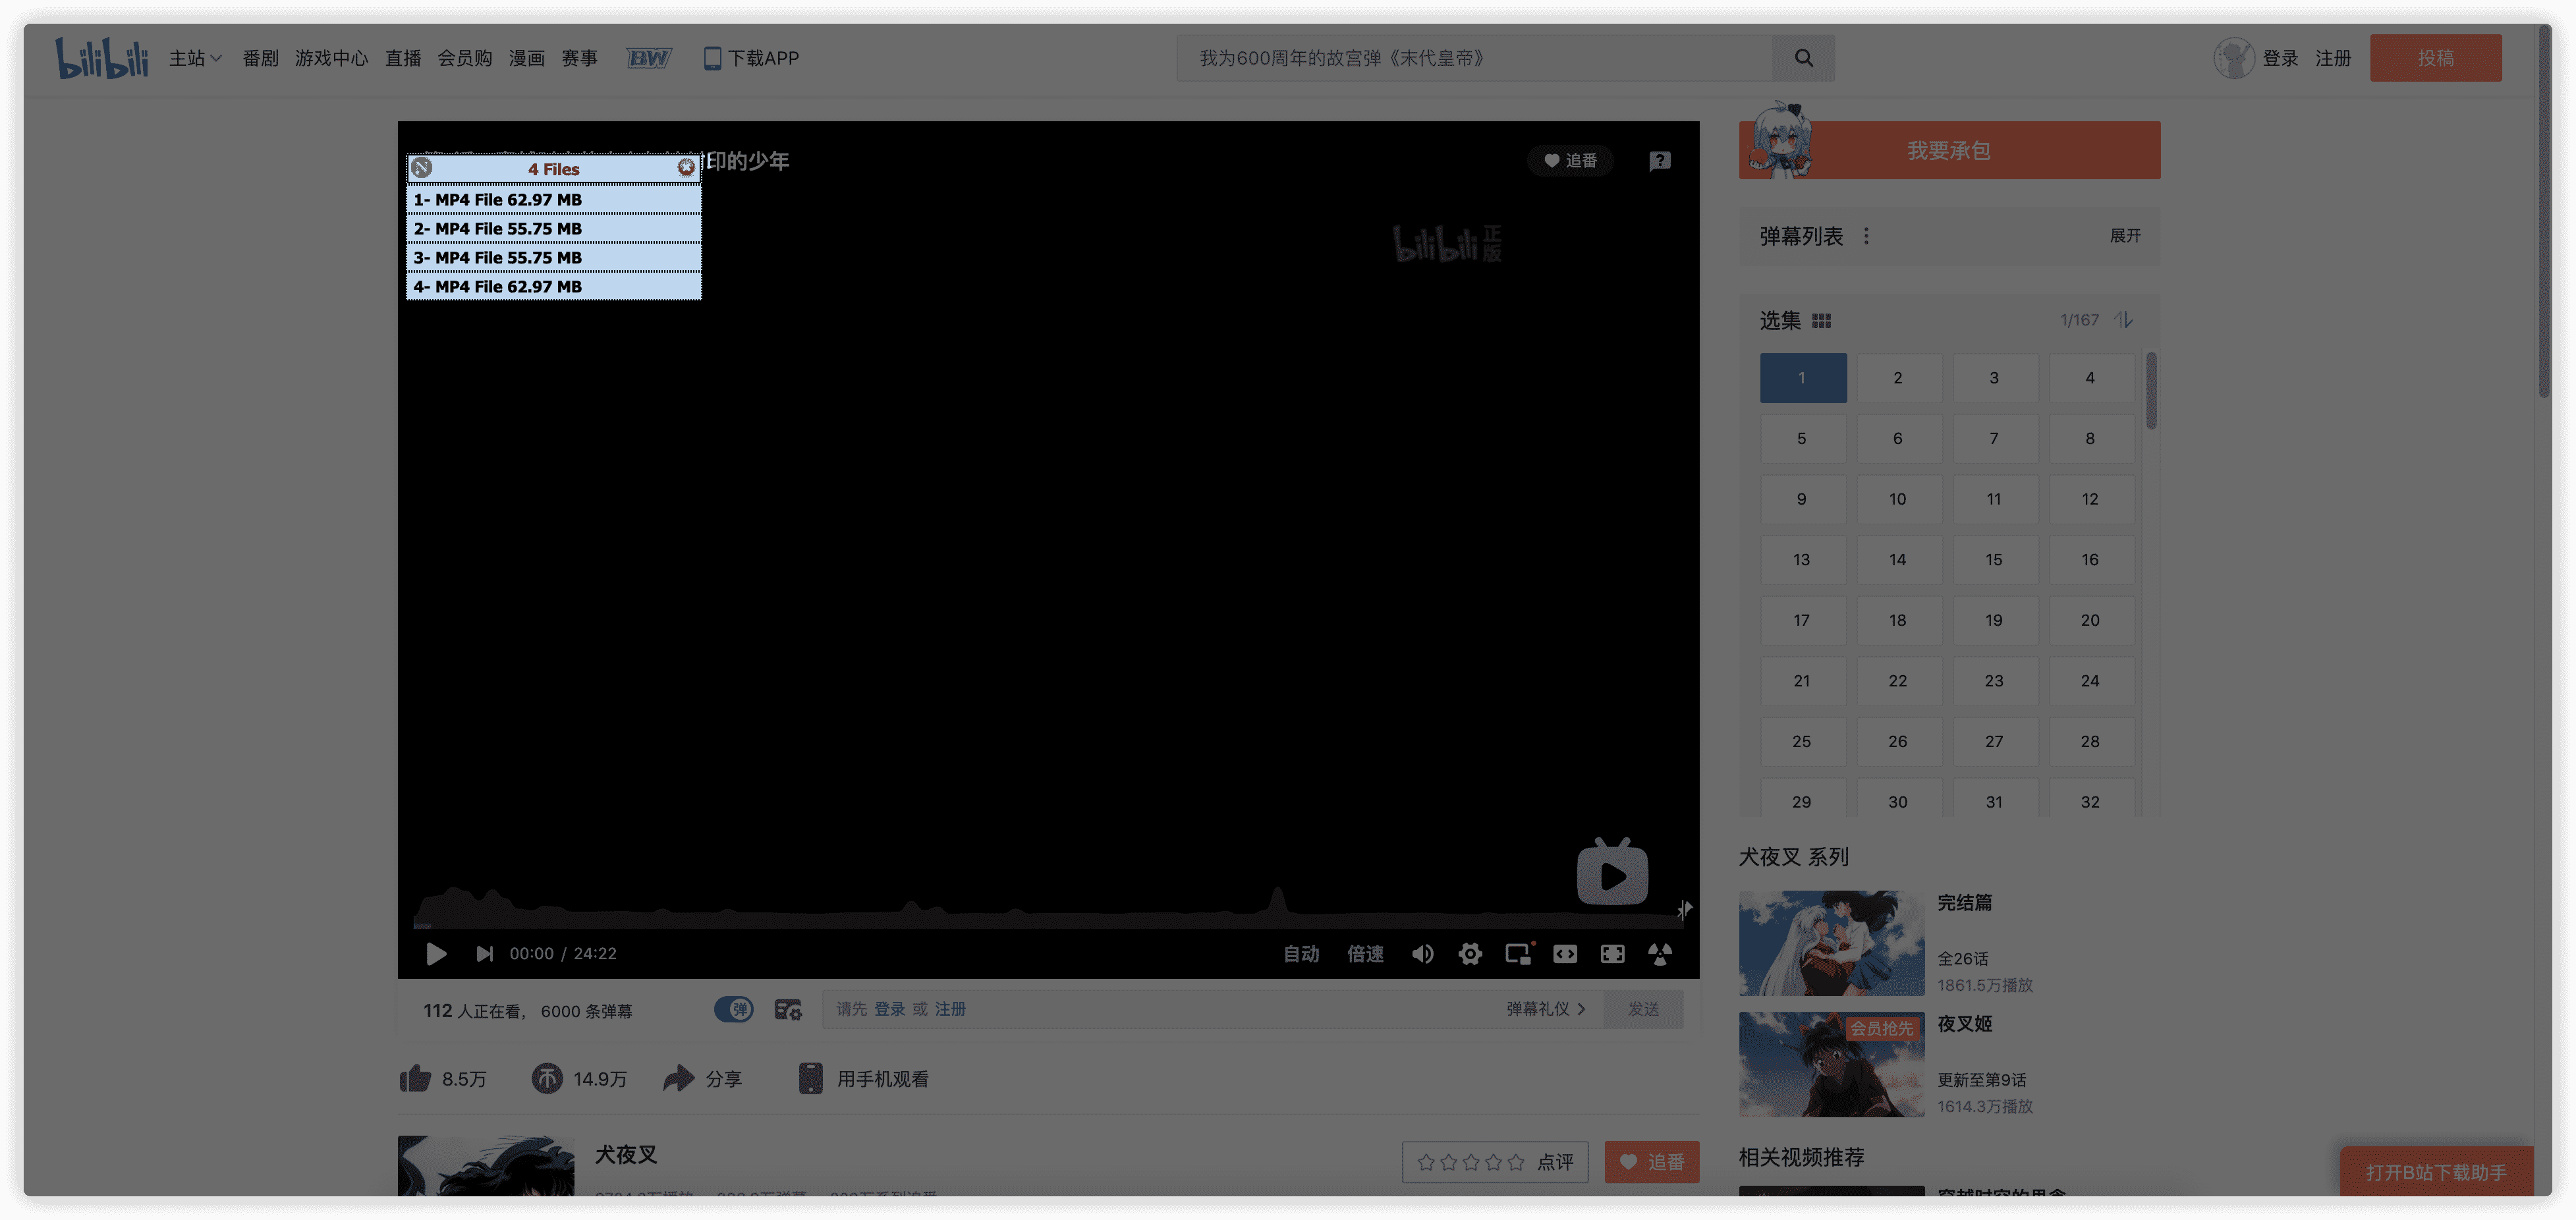 bilibili 主站 番剧 游戏中心 直播 会员购 漫画 赛事 BW 下载APP
我为600周年的故宫弹《末代皇帝》
登录 注册 投稿
印的少年
追番
4 Files
1- MP4 File 62.97 MB
2- MP4 File 55.75 MB
3- MP4 File 55.75 MB
4- MP4 File 62.97 MB
bilibili 正版
00:00 / 24:22
自动 倍速
112 人正在看， 6000 条弹幕
弹
请先 登录 或 注册
弹幕礼仪
发送
8.5万 14.9万 分享 用手机观看
犬夜叉
点评
追番
我要承包
弹幕列表 展开
选集 1/167
1 2 3 4
5 6 7 8
9 10 11 12
13 14 15 16
17 18 19 20
21 22 23 24
25 26 27 28
29 30 31 32
犬夜叉 系列
完结篇
全26话
1861.5万播放
会员抢先
夜叉姬
更新至第9话
1614.3万播放
相关视频推荐
打开B站下载助手